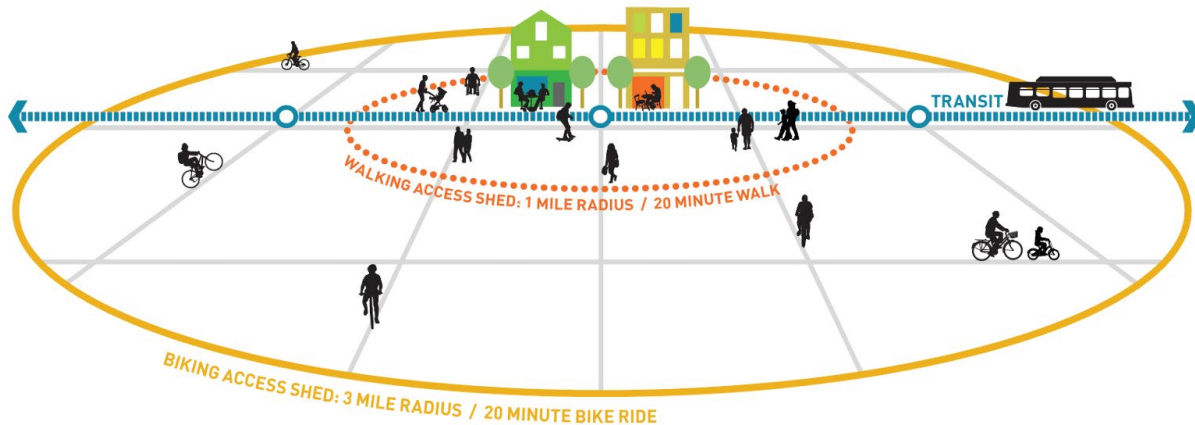 TRANSIT
WALKING ACCESS SHED: 1 MILE RADIUS / 20 MINUTE WALK
BIKING ACCESS SHED: 3 MILE RADIUS / 20 MINUTE BIKE RIDE